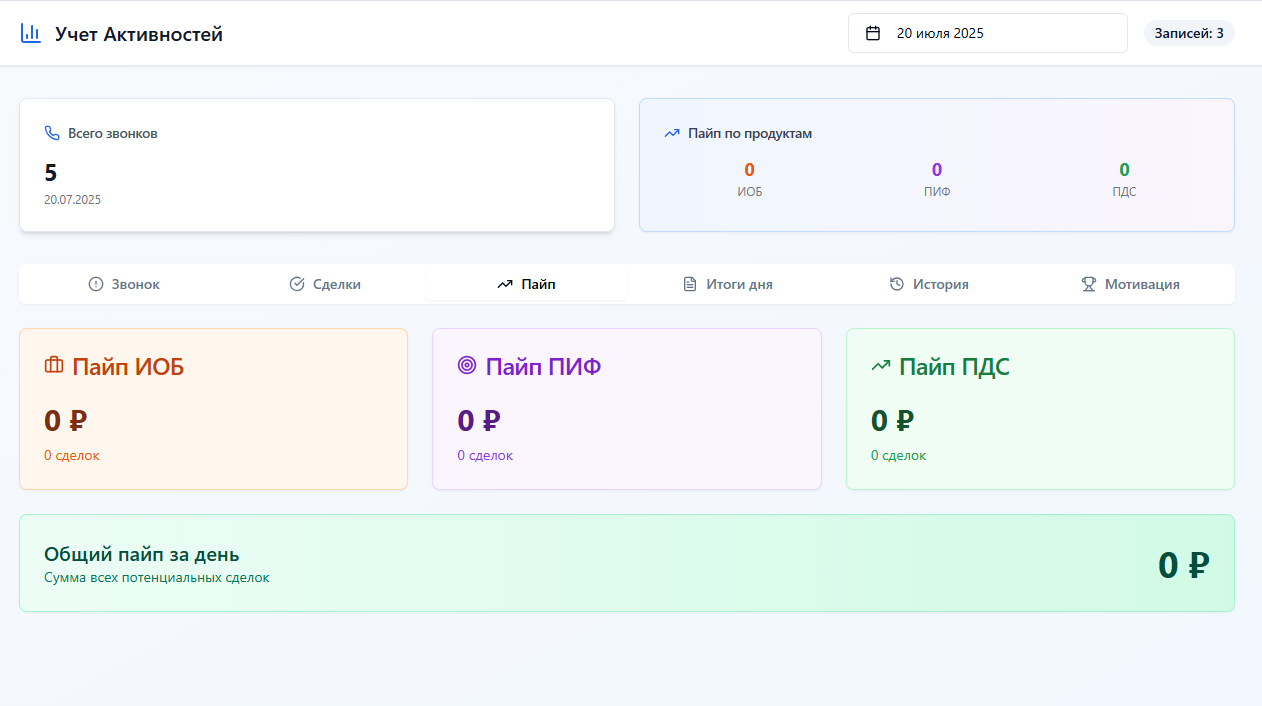 Учет Активностей
20 июля 2025
Записей: 3
Всего звонков
5
20.07.2025
Пайп по продуктам
0 0 0
ИОБ ПИФ ПДС
Звонок Сделки Пайп Итоги дня История Мотивация
Пайп ИОБ
0 ₽
0 сделок
Пайп ПИФ
0 ₽
0 сделок
Пайп ПДС
0 ₽
0 сделок
Общий пайп за день
Сумма всех потенциальных сделок
0 ₽